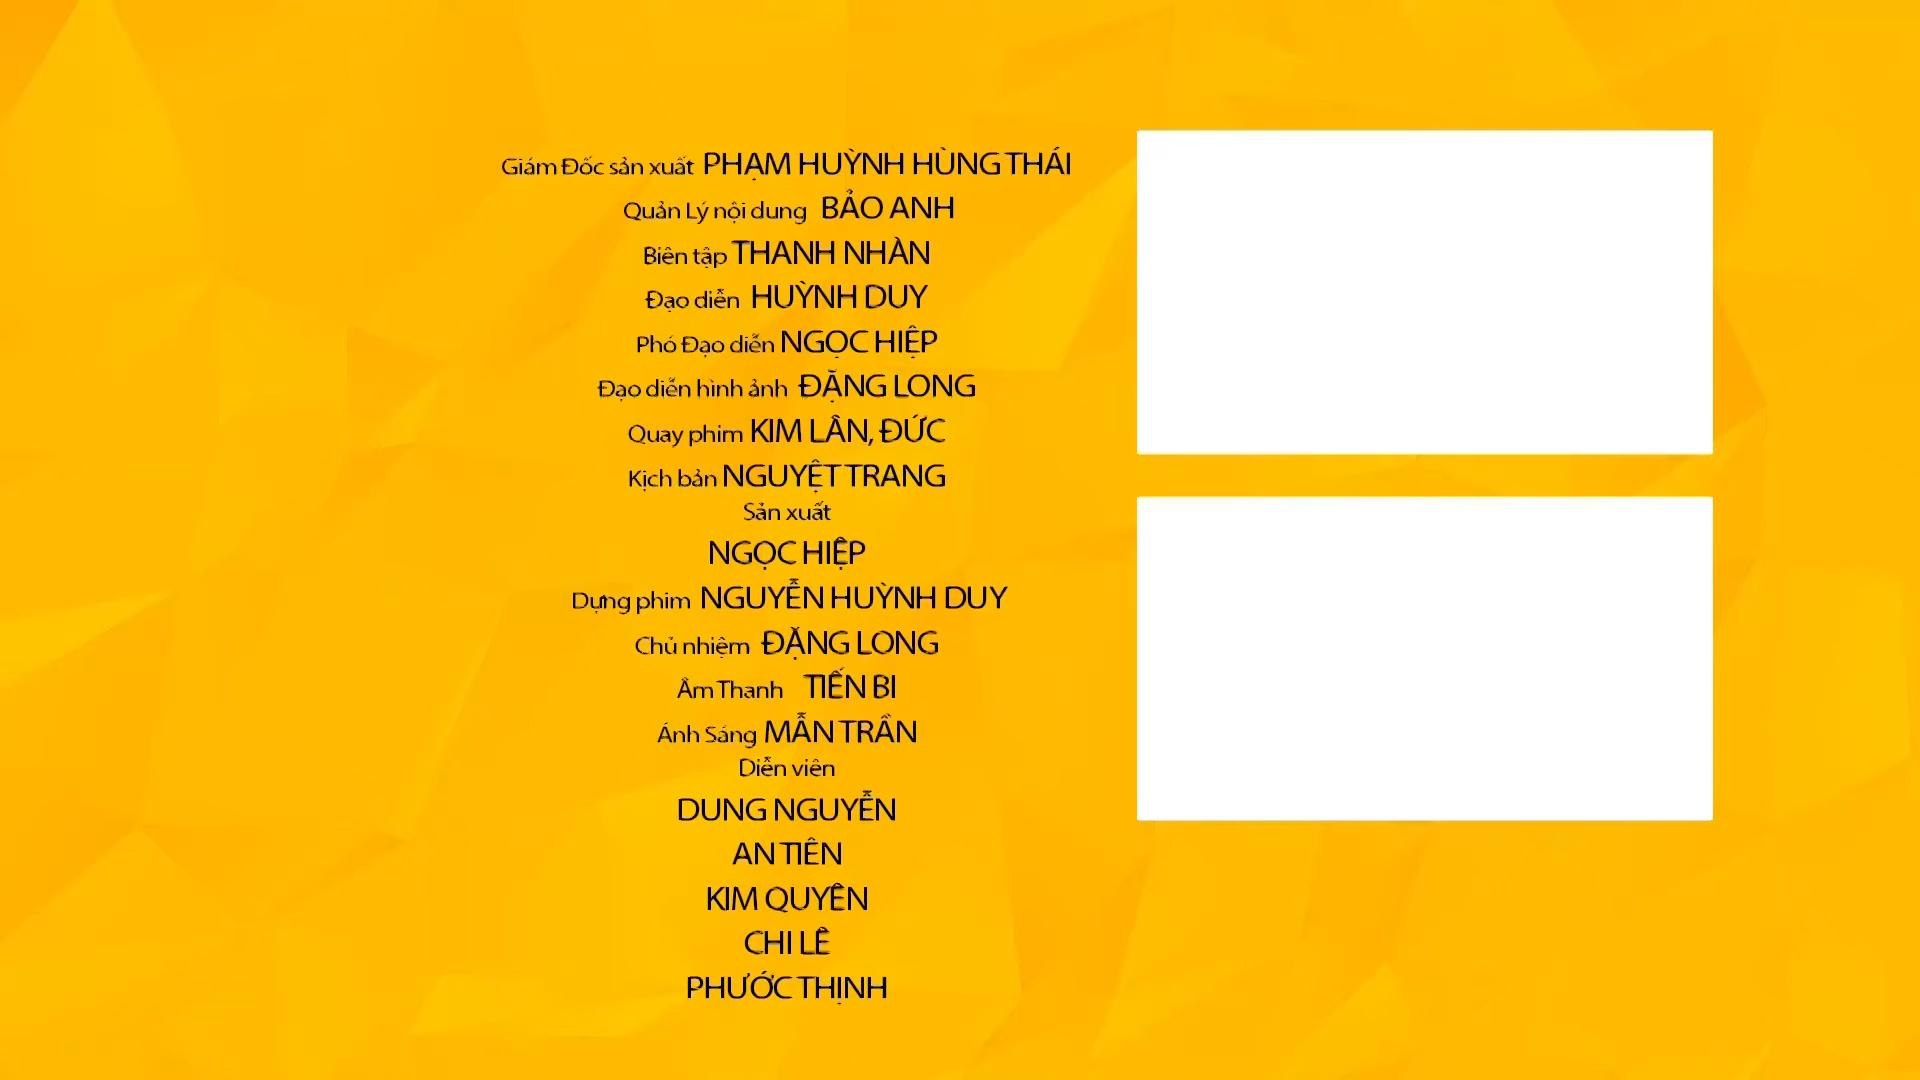 Giám Đốc sản xuất PHẠM HUỲNH HÙNG THÁI
Quản Lý nội dung BẢO ANH
Biên tập THANH NHÀN
Đạo diễn HUỲNH DUY
Phó Đạo diễn NGỌC HIỆP
Đạo diễn hình ảnh ĐẶNG LONG
Quay phim KIM LÂN, ĐỨC
Kịch bản NGUYỆT TRANG
Sản xuất
NGỌC HIỆP
Dựng phim NGUYỄN HUỲNH DUY
Chủ nhiệm ĐẶNG LONG
Âm Thanh TIẾN BI
Ánh Sáng MẪN TRẦN
Diễn viên
DUNG NGUYỄN
AN TIÊN
KIM QUYÊN
CHI LÊ
PHƯỚC THỊNH